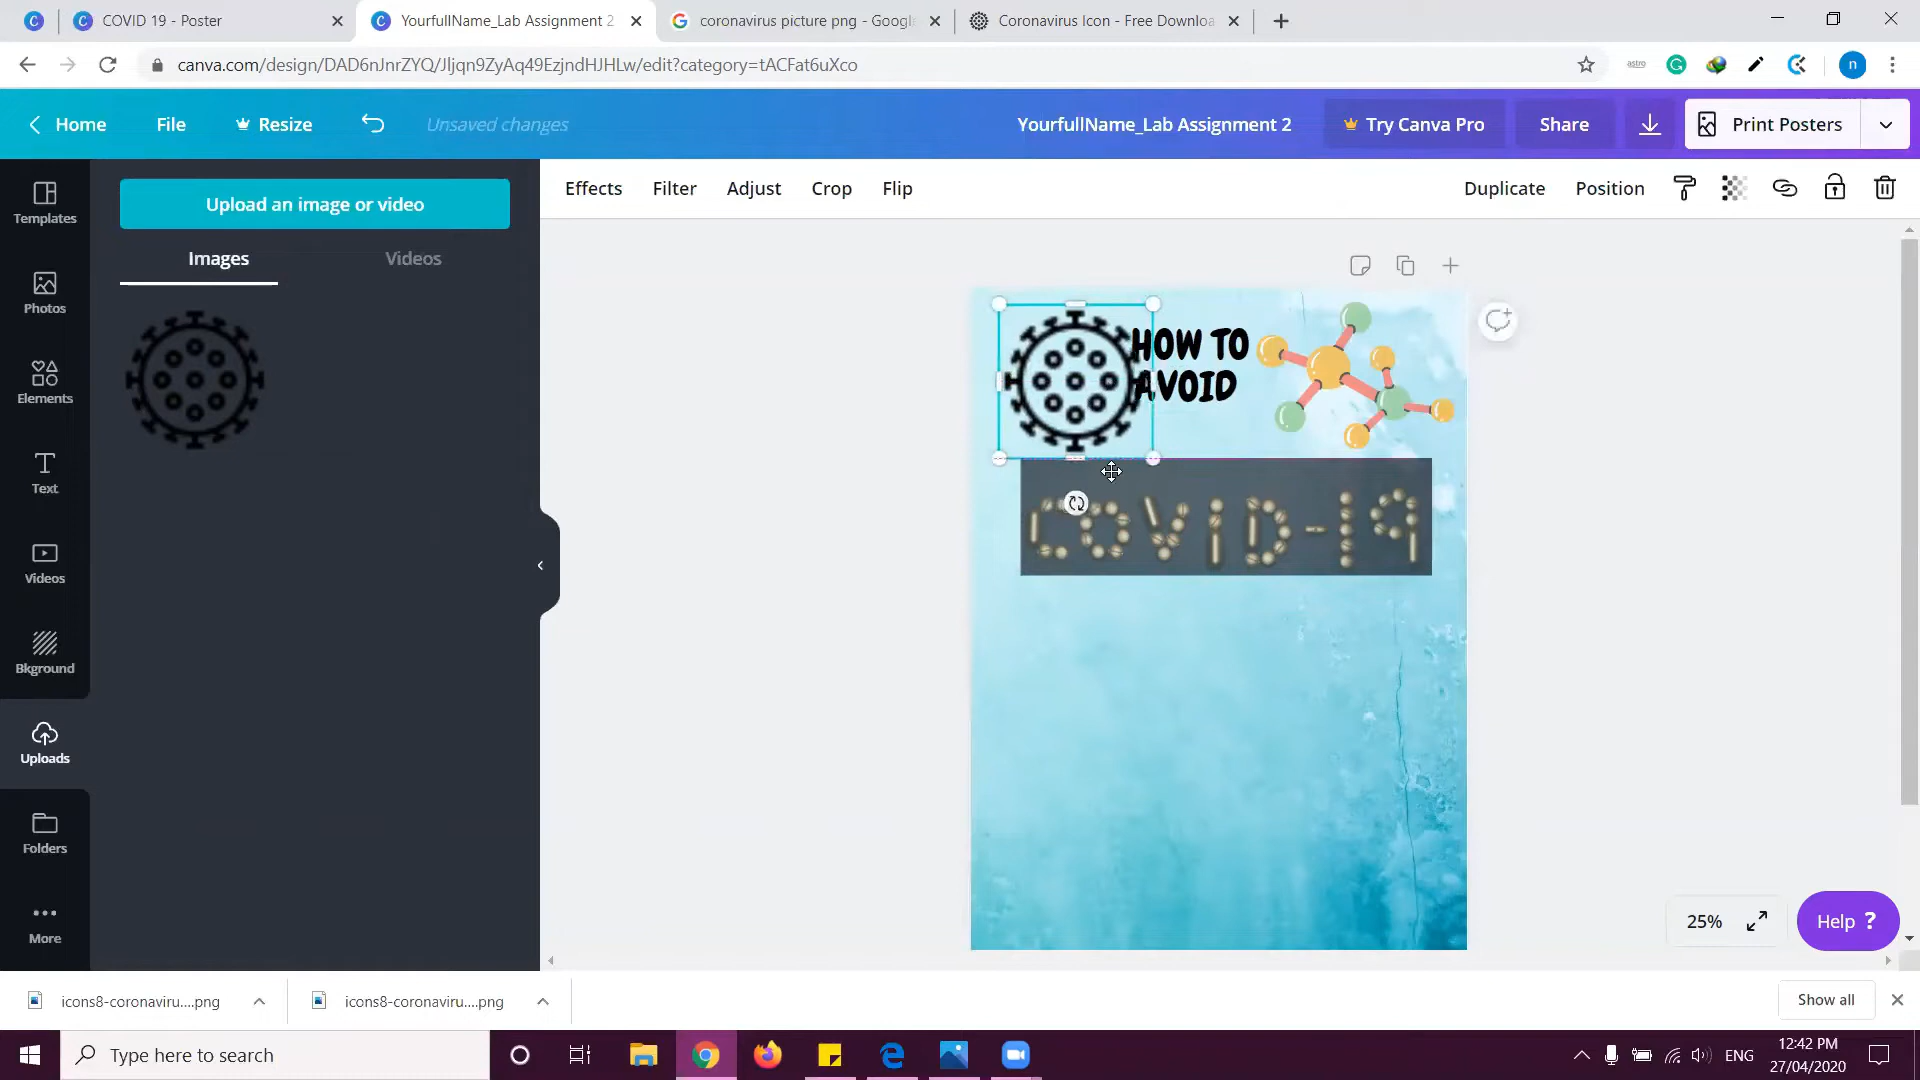 COVID 19 - Poster
YourfullName_Lab Assignment 2
coronavirus picture png - Googl
Coronavirus Icon - Free Downloa
canva.com/design/DAD6nJnrZYQ/Jljqn9ZyAq49EzjndHJHLw/edit?category=tACFat6uXco
astro
n
Home
File
Resize
Unsaved changes
YourfullName_Lab Assignment 2
Try Canva Pro
Share
Print Posters
Templates
Photos
Elements
Text
Videos
Bkground
Uploads
Folders
More
Upload an image or video
Images
Videos
Effects
Filter
Adjust
Crop
Flip
Duplicate
Position
HOW TO
AVOID
COVID-19
25%
Help ?
icons8-coronaviru....png
icons8-coronaviru....png
Show all
Type here to search
ENG
12:42 PM
27/04/2020